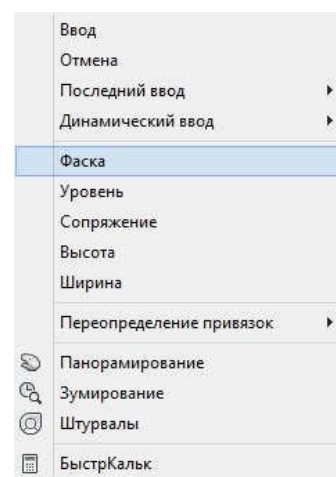 Ввод
Отмена
Последний ввод
Динамический ввод
Фаска
Уровень
Сопряжение
Высота
Ширина
Переопределение привязок
Панорамирование
Зумирование
Штурвалы
БыстрКальк